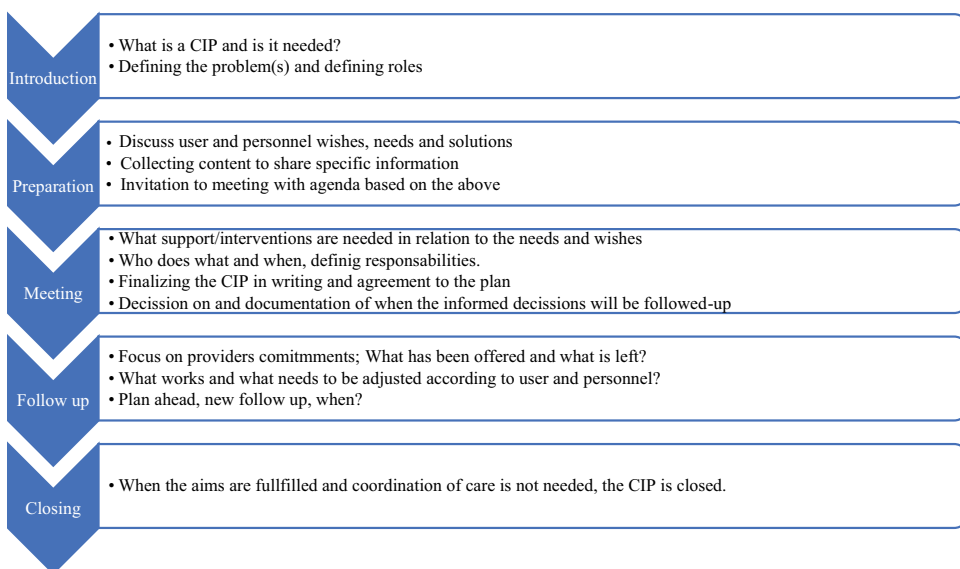 Introduction
• What is a CIP and is it needed?
• Defining the problem(s) and defining roles
Preparation
• Discuss user and personnel wishes, needs and solutions
• Collecting content to share specific information
• Invitation to meeting with agenda based on the above
Meeting
• What support/interventions are needed in relation to the needs and wishes
• Who does what and when, definig responsabilities.
• Finalizing the CIP in writing and agreement to the plan
• Decission on and documentation of when the informed decissions will be followed-up
Follow up
• Focus on providers comitmments; What has been offered and what is left?
• What works and what needs to be adjusted according to user and personnel?
• Plan ahead, new follow up, when?
Closing
• When the aims are fullfilled and coordination of care is not needed, the CIP is closed.